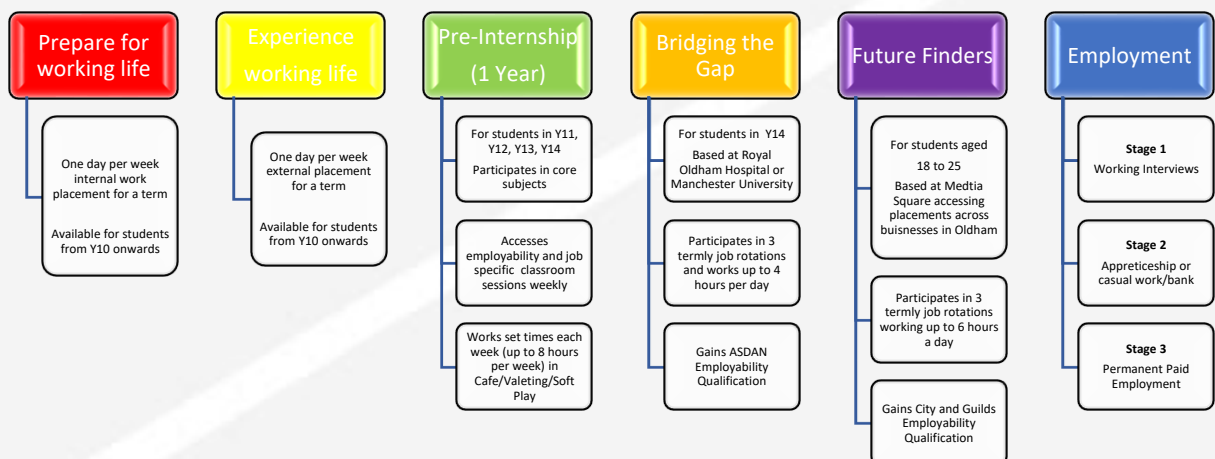 Prepare for
working life
One day per week
internal work
placement for a term
Available for students
from Y10 onwards
Experience
working life
One day per week
external placement
for a term
Available for students
from Y10 onwards
Pre-Internship
(1 Year)
For students in Y11,
Y12, Y13, Y14
Participates in core
subjects
Accesses
employability and job
specific classroom
sessions weekly
Works set times each
week (up to 8 hours
per week) in
Cafe/Valeting/Soft
Play
Bridging the
Gap
For students in Y14
Based at Royal
Oldham Hospital or
Manchester University
Participates in 3
termly job rotations
and works up to 4
hours per day
Gains ASDAN
Employability
Qualification
Future Finders
For students aged
18 to 25
Based at Medtia
Square accessing
placements across
buisnesses in Oldham
Participates in 3
termly job rotations
working up to 6 hours
a day
Gains City and Guilds
Employability
Qualification
Employment
Stage 1
Working Interviews
Stage 2
Appreticeship or
casual work/bank
Stage 3
Permanent Paid
Employment